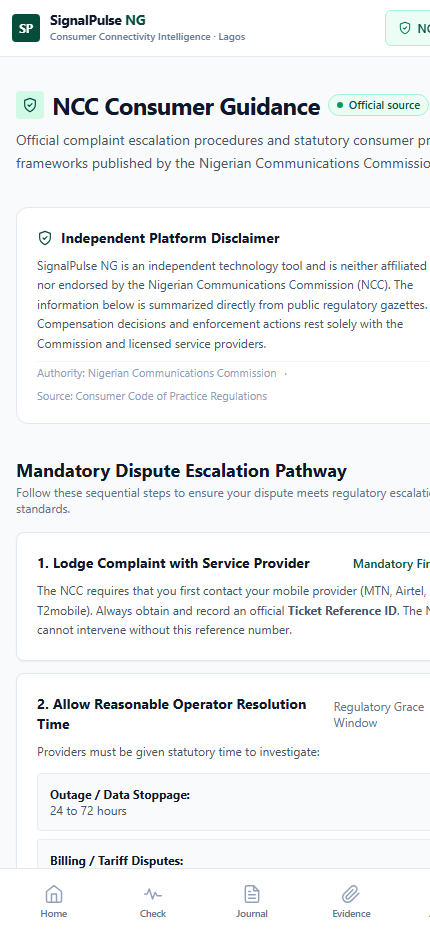 SP
SignalPulse NG
Consumer Connectivity Intelligence · Lagos
NCC Consumer Guidance
Official source
Official complaint escalation procedures and statutory consumer
frameworks published by the Nigerian Communications
Independent Platform Disclaimer
SignalPulse NG is an independent technology tool and is neither affiliated
nor endorsed by the Nigerian Communications Commission (NCC). The
information below is summarized directly from public regulatory gazettes.
Compensation decisions and enforcement actions rest solely with the
Commission and licensed service providers.
Authority: Nigerian Communications Commission ·
Source: Consumer Code of Practice Regulations
Mandatory Dispute Escalation Pathway
Follow these sequential steps to ensure your dispute meets regulatory
standards.
1. Lodge Complaint with Service Provider
Mandatory
The NCC requires that you first contact your mobile provider (MTN, Airtel,
T2mobile). Always obtain and record an official Ticket Reference ID. The
cannot intervene without this reference number.
2. Allow Reasonable Operator Resolution
Time
Regulatory Grace
Window
Providers must be given statutory time to investigate:
Outage / Data Stoppage:
24 to 72 hours
Billing / Tariff Disputes:
Home
Check
Journal
Evidence